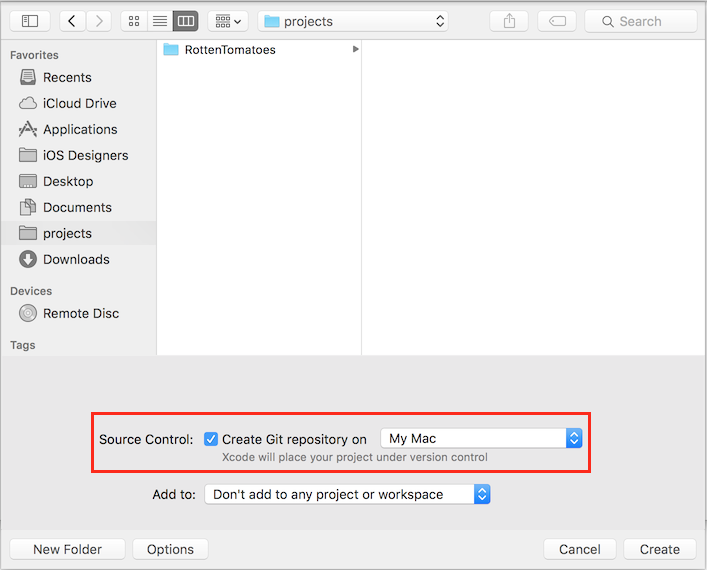 projects
Search
Favorites
Recents
iCloud Drive
Applications
iOS Designers
Desktop
Documents
projects
Downloads
Devices
Remote Disc
Tags
RottenTomatoes
Source Control: Create Git repository on My Mac
Xcode will place your project under version control
Add to: Don't add to any project or workspace
New Folder Options Cancel Create